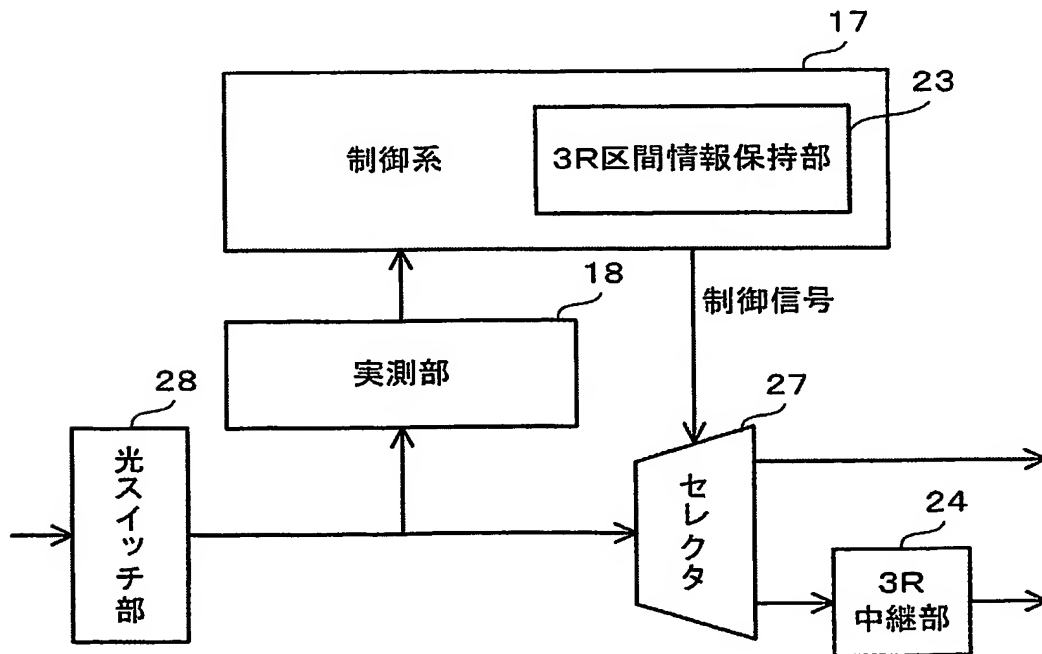 17
23
制御系
3R区間情報保持部
18
制御信号
実測部
28
27
光スイッチ部
セレクタ
24
3R
中継部